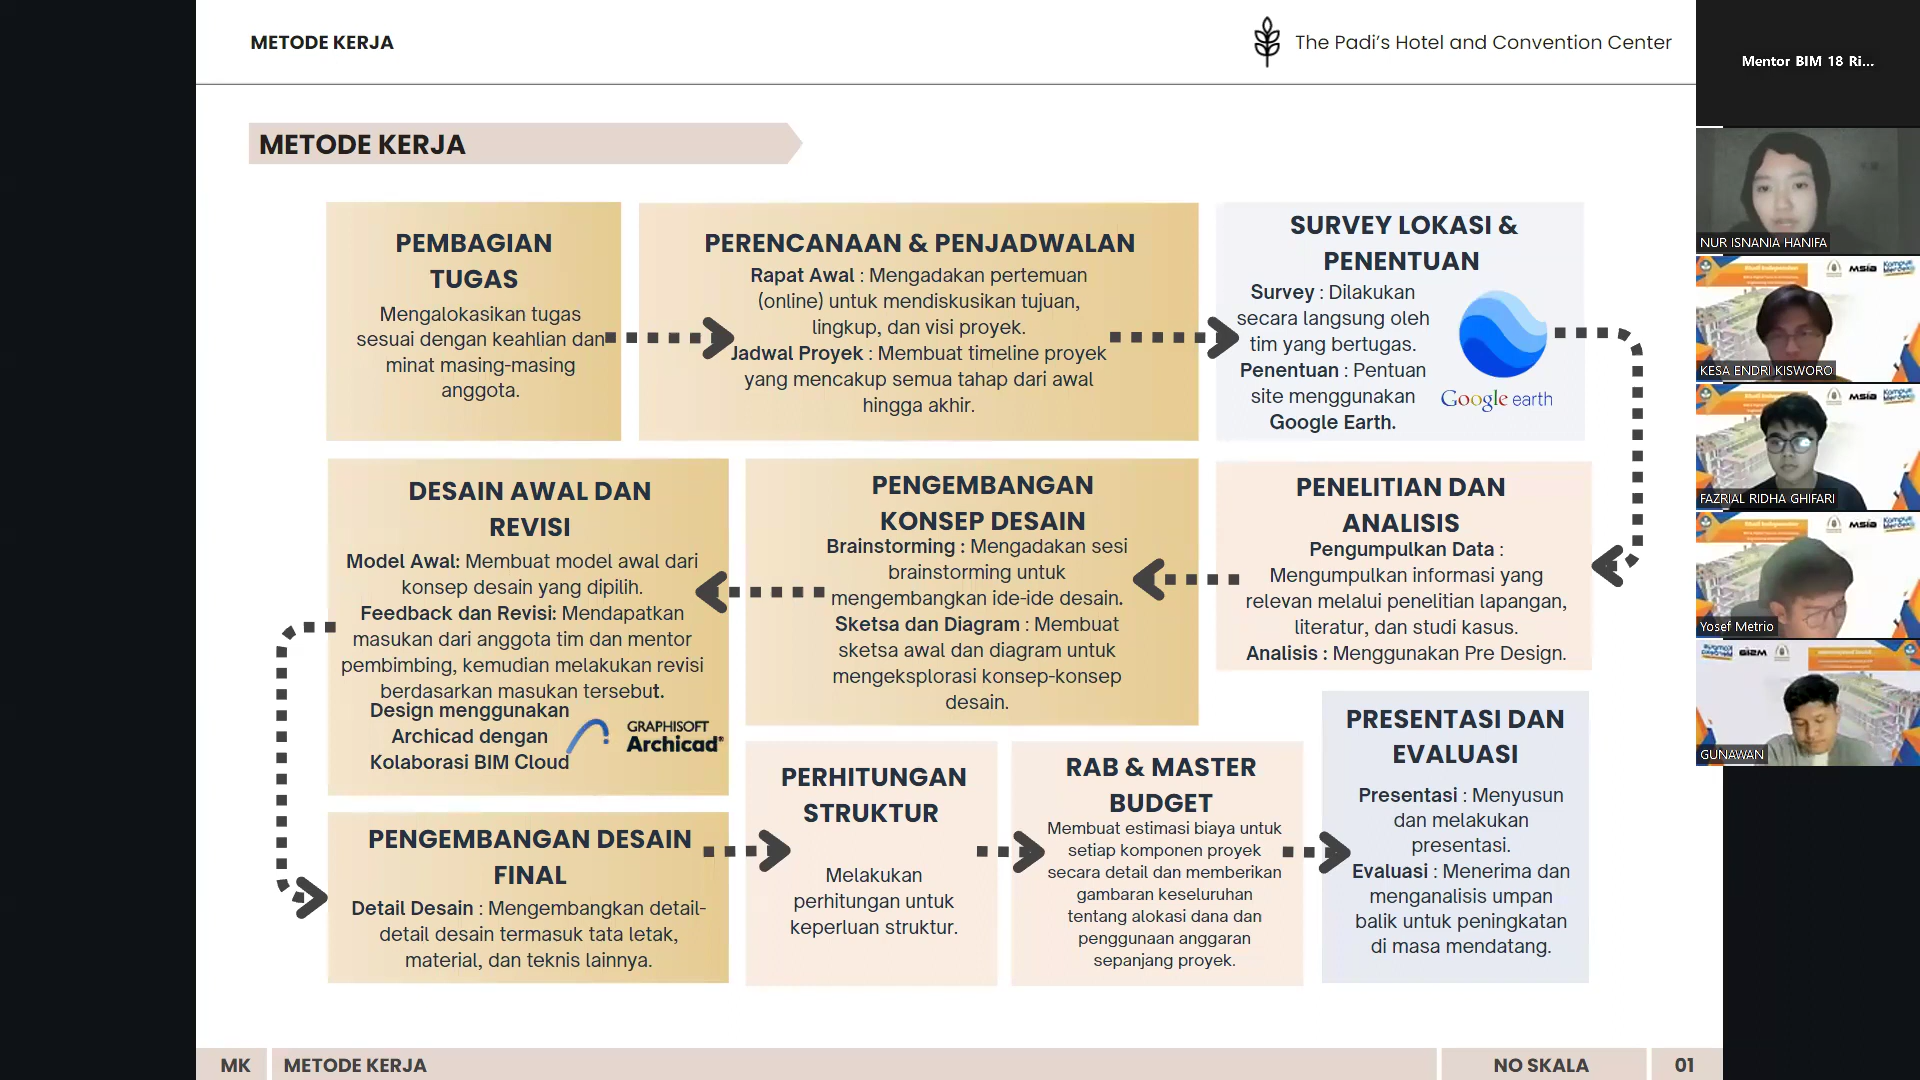 METODE KERJA
The Padi's Hotel and Convention Center
METODE KERJA
PEMBAGIAN
TUGAS
Mengalokasikan tugas
sesuai dengan keahlian dan
minat masing-masing
anggota.
PERENCANAAN & PENJADWALAN
Rapat Awal : Mengadakan pertemuan
(online) untuk mendiskusikan tujuan,
lingkup, dan visi proyek.
Jadwal Proyek : Membuat timeline proyek
yang mencakup semua tahap dari awal
hingga akhir.
SURVEY LOKASI &
PENENTUAN
Survey : Dilakukan
secara langsung oleh
tim yang bertugas.
Penentuan : Pentuan
site menggunakan
Google Earth.
Google earth
PENELITIAN DAN
ANALISIS
Pengumpulkan Data :
Mengumpulkan informasi yang
relevan melalui penelitian lapangan,
literatur, dan studi kasus.
Analisis : Menggunakan Pre Design.
PENGEMBANGAN
KONSEP DESAIN
Brainstorming : Mengadakan sesi
brainstorming untuk
mengembangkan ide-ide desain.
Sketsa dan Diagram : Membuat
sketsa awal dan diagram untuk
mengeksplorasi konsep-konsep
desain.
DESAIN AWAL DAN
REVISI
Model Awal: Membuat model awal dari
konsep desain yang dipilih.
Feedback dan Revisi: Mendapatkan
masukan dari anggota tim dan mentor
pembimbing, kemudian melakukan revisi
berdasarkan masukan tersebut.
Design menggunakan
Archicad dengan
Kolaborasi BIM Cloud
GRAPHISOFT
Archicad
PENGEMBANGAN DESAIN
FINAL
Detail Desain : Mengembangkan detail-
detail desain termasuk tata letak,
material, dan teknis lainnya.
PERHITUNGAN
STRUKTUR
Melakukan
perhitungan untuk
keperluan struktur.
RAB & MASTER
BUDGET
Membuat estimasi biaya untuk
setiap komponen proyek
secara detail dan memberikan
gambaran keseluruhan
tentang alokasi dana dan
penggunaan anggaran
sepanjang proyek.
PRESENTASI DAN
EVALUASI
Presentasi : Menyusun
dan melakukan
presentasi.
Evaluasi : Menerima dan
menganalisis umpan
balik untuk peningkatan
di masa mendatang.
MK
METODE KERJA
NO SKALA
01
Mentor BIM 18 Ri...
NUR ISNANIA HANIFA
KESA ENDRI KISWORO
FAZRIAL RIDHA GHIFARI
Yosef Metrio
GUNAWAN